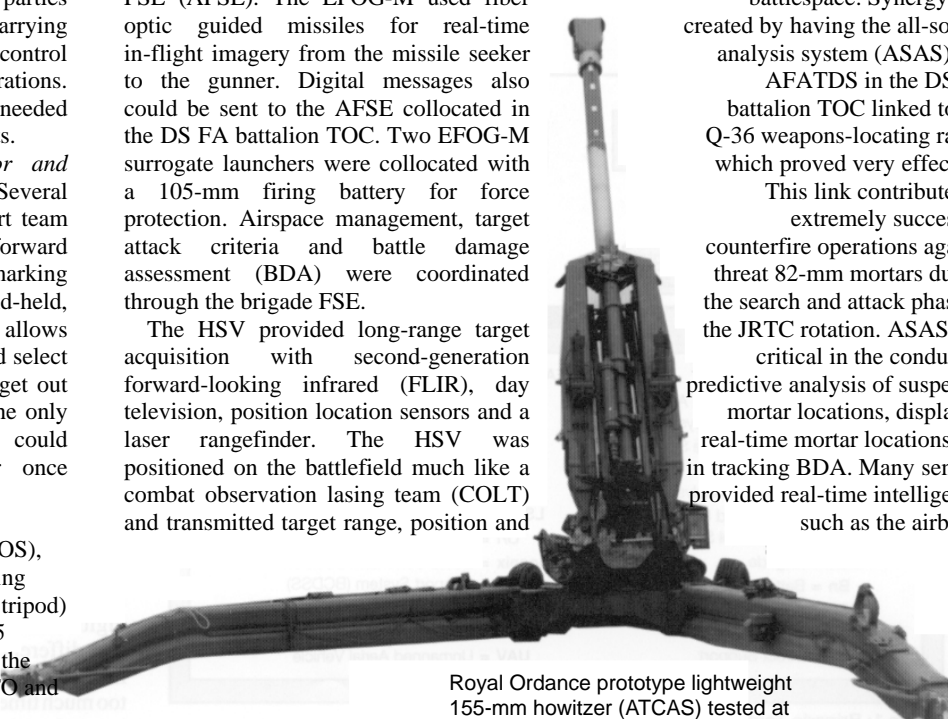 parties
arrying
control
rations.
needed
s.
or and
Several
rt team
forward
marking
d-held,
allows
d select
get out
he only
could
r once
OS),
ng
tripod)
5
the
O and
FSE (AFSE). The EFOG-M used fiber
optic guided missiles for real-time
in-flight imagery from the missile seeker
to the gunner. Digital messages also
could be sent to the AFSE collocated in
the DS FA battalion TOC. Two EFOG-M
surrogate launchers were collocated with
a 105-mm firing battery for force
protection. Airspace management, target
attack criteria and battle damage
assessment (BDA) were coordinated
through the brigade FSE.
The HSV provided long-range target
acquisition with second-generation
forward-looking infrared (FLIR), day
television, position location sensors and a
laser rangefinder. The HSV was
positioned on the battlefield much like a
combat observation lasing team (COLT)
and transmitted target range, position and
battlespace. Synergy
created by having the all-so
analysis system (ASAS)
AFATDS in the DS
battalion TOC linked to
Q-36 weapons-locating ra
which proved very effec
This link contribute
extremely succes
counterfire operations aga
threat 82-mm mortars du
the search and attack phas
the JRTC rotation. ASAS
critical in the condu
predictive analysis of suspe
mortar locations, displa
real-time mortar locations
in tracking BDA. Many sen
provided real-time intellige
such as the airb
Royal Ordance prototype lightweight
155-mm howitzer (ATCAS) tested at